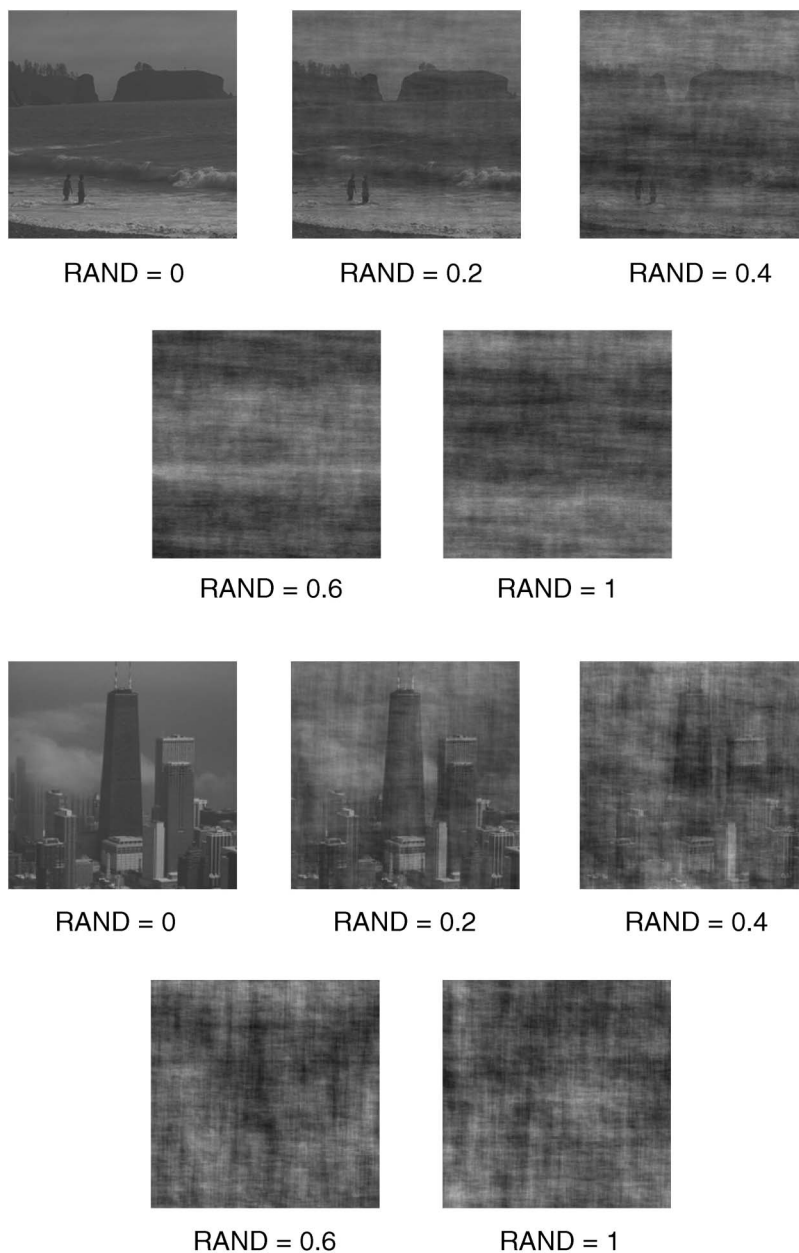 RAND = 0 RAND = 0.2 RAND = 0.4
RAND = 0.6 RAND = 1
RAND = 0 RAND = 0.2 RAND = 0.4
RAND = 0.6 RAND = 1